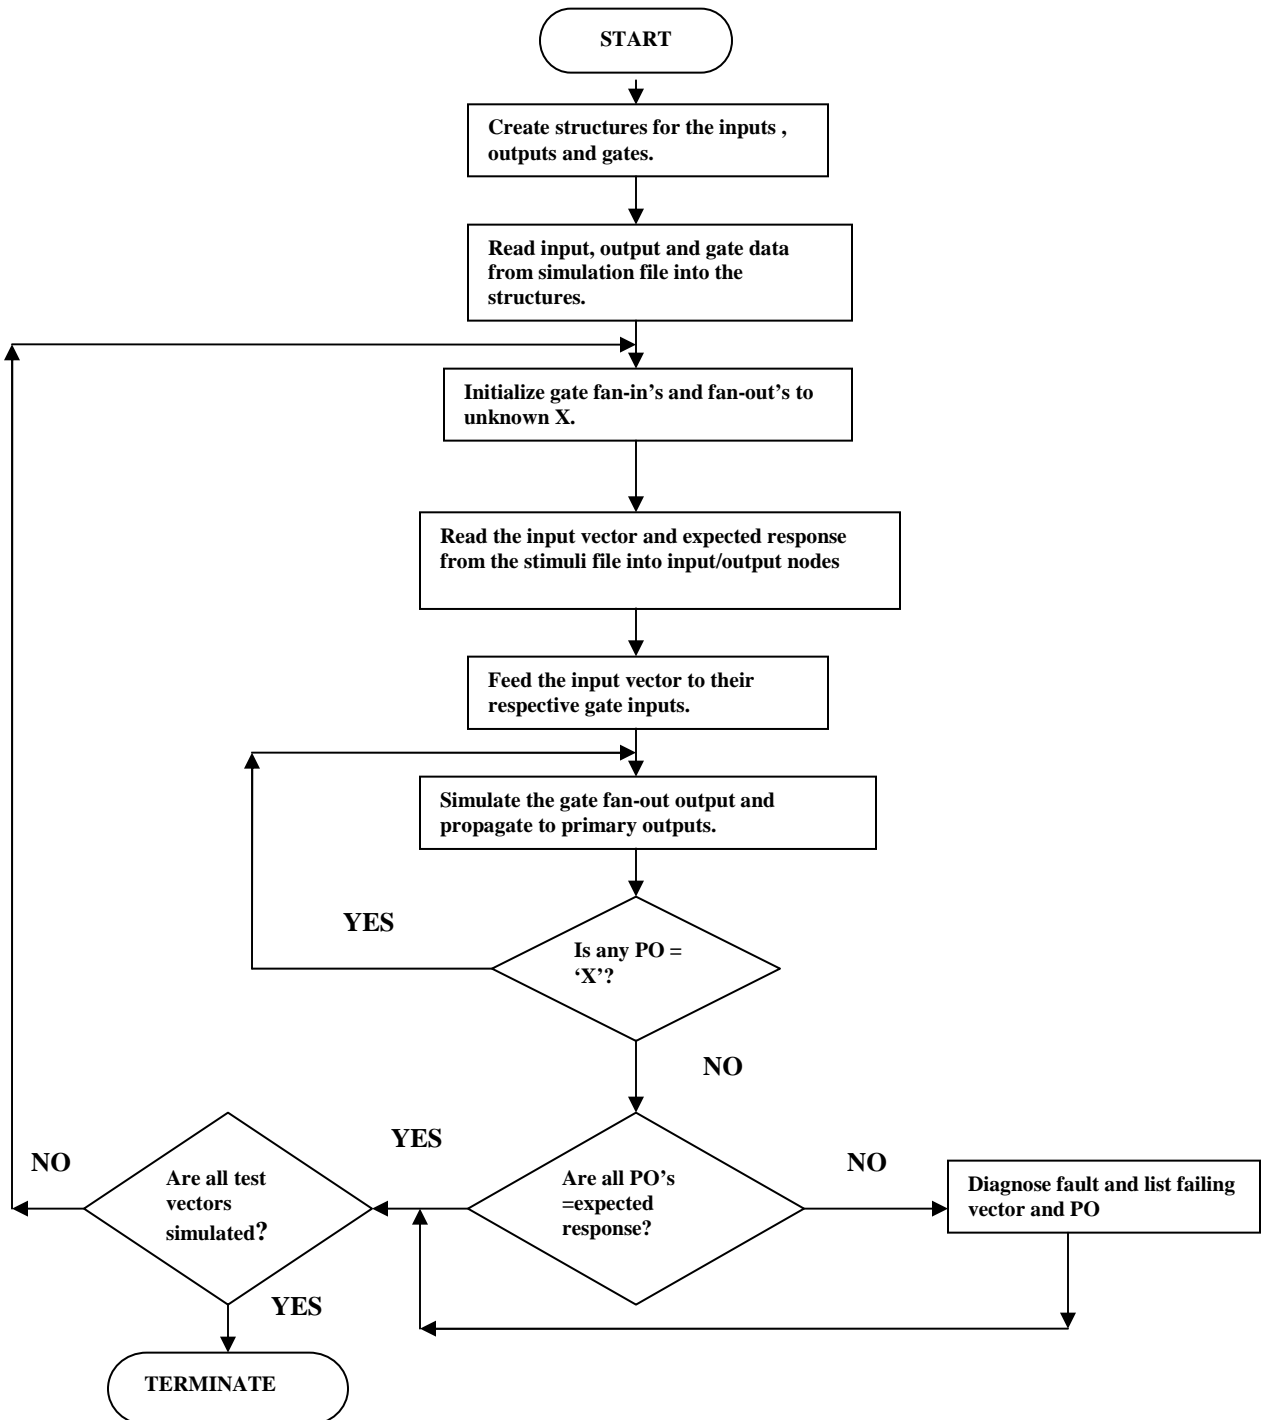 START
Create structures for the inputs ,
outputs and gates.
Read input, output and gate data
from simulation file into the
structures.
Initialize gate fan-in’s and fan-out’s to
unknown X.
Read the input vector and expected response
from the stimuli file into input/output nodes
Feed the input vector to their
respective gate inputs.
Simulate the gate fan-out output and
propagate to primary outputs.
YES
Is any PO =
‘X’?
NO
YES
NO
Are all test
vectors
simulated?
Are all PO’s
=expected
response?
NO
Diagnose fault and list failing
vector and PO
YES
TERMINATE